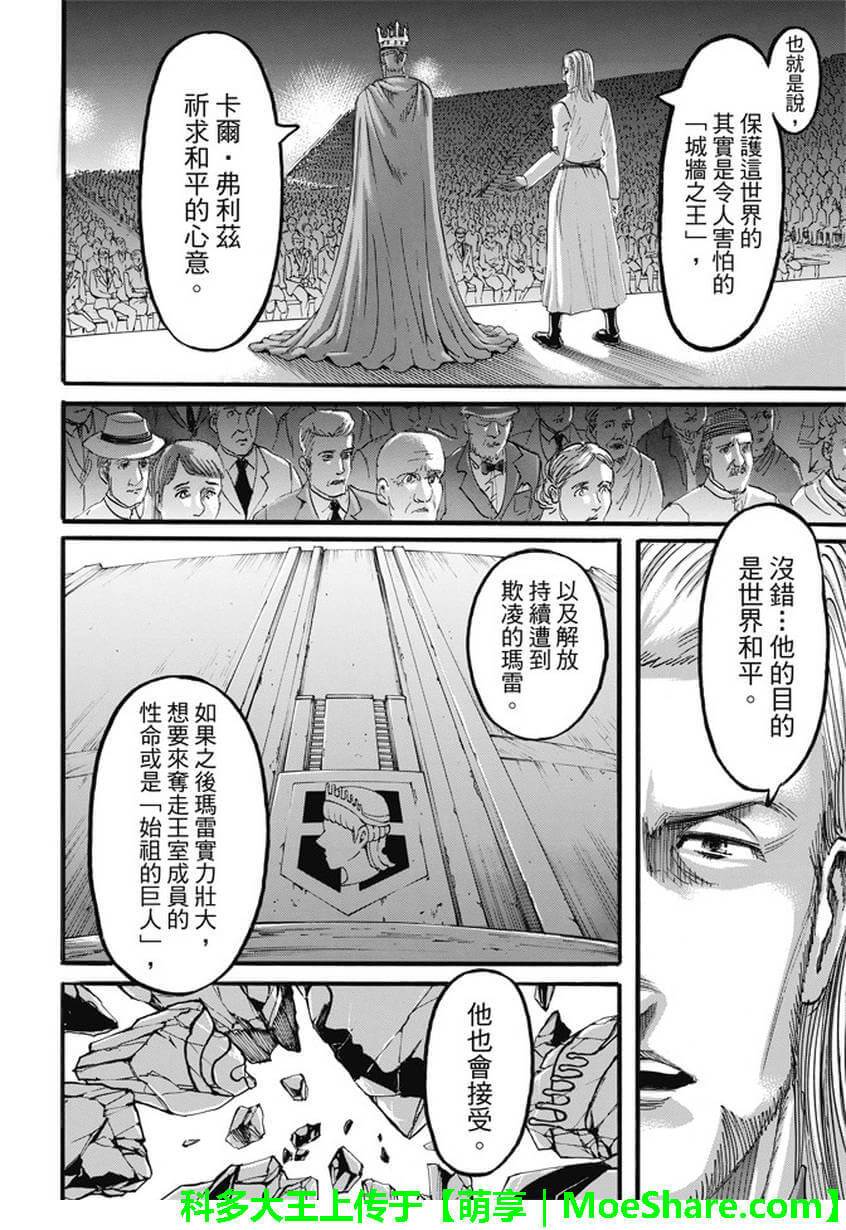 也就是說，
保護這世界的
其實是令人害怕的
「城牆之王」，
卡爾・弗利茲
祈求和平的心意。
沒錯…他的目的
是世界和平。
以及解放
持續遭到
欺凌的瑪雷。
如果之後瑪雷實力壯大，
想要來奪走王室成員的
性命或是「始祖的巨人」，
他也會接受。
科多大王上传于【萌享｜MoeShare.com】